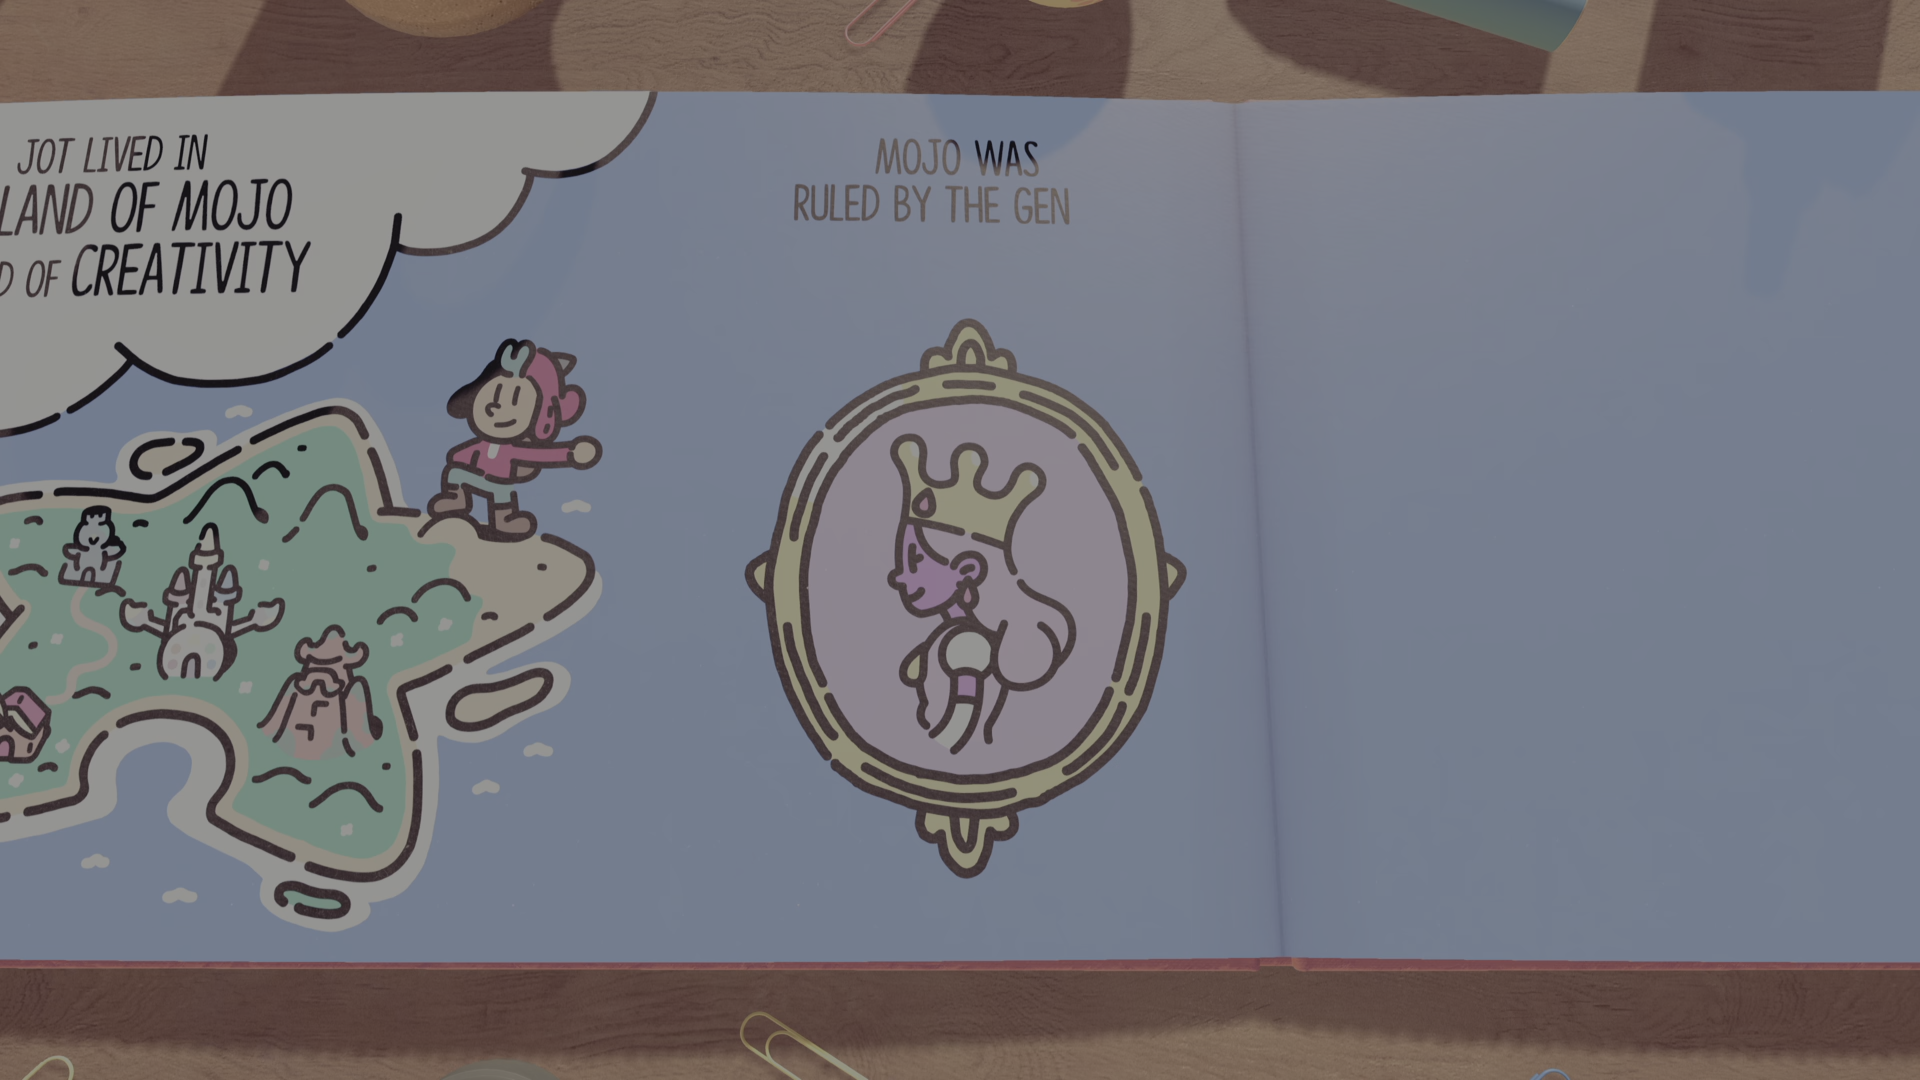 JOT LIVED IN
LAND OF MOJO
D OF CREATIVITY
MOJO WAS
RULED BY THE GEN